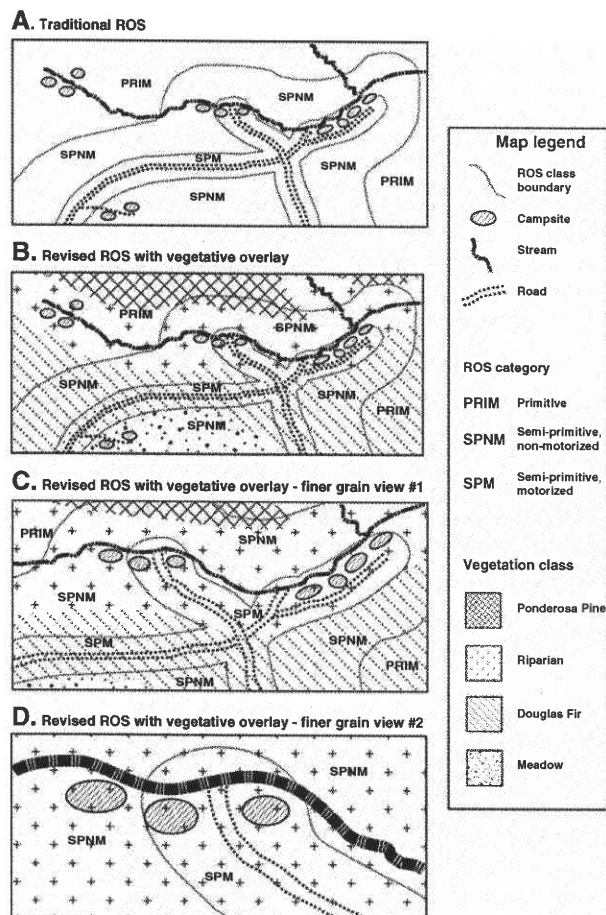 A. Traditional ROS
PRIM
SPNM
SPNM
SPM
SPNM
SPNM
PRIM
B. Revised ROS with vegetative overlay
PRIM
SPNM
SPNM
SPM
SPNM
SPNM
PRIM
C. Revised ROS with vegetative overlay - finer grain view #1
PRIM
SPNM
SPNM
SPM
SPM
SPNM
SPNM
PRIM
D. Revised ROS with vegetative overlay - finer grain view #2
SPNM
SPNM
SPM
Map legend
ROS class
boundary
Campsite
Stream
Road
ROS category
PRIM Primitive
SPNM Semi-primitive,
non-motorized
SPM Semi-primitive,
motorized
Vegetation class
Ponderosa Pine
Riparian
Douglas Fir
Meadow